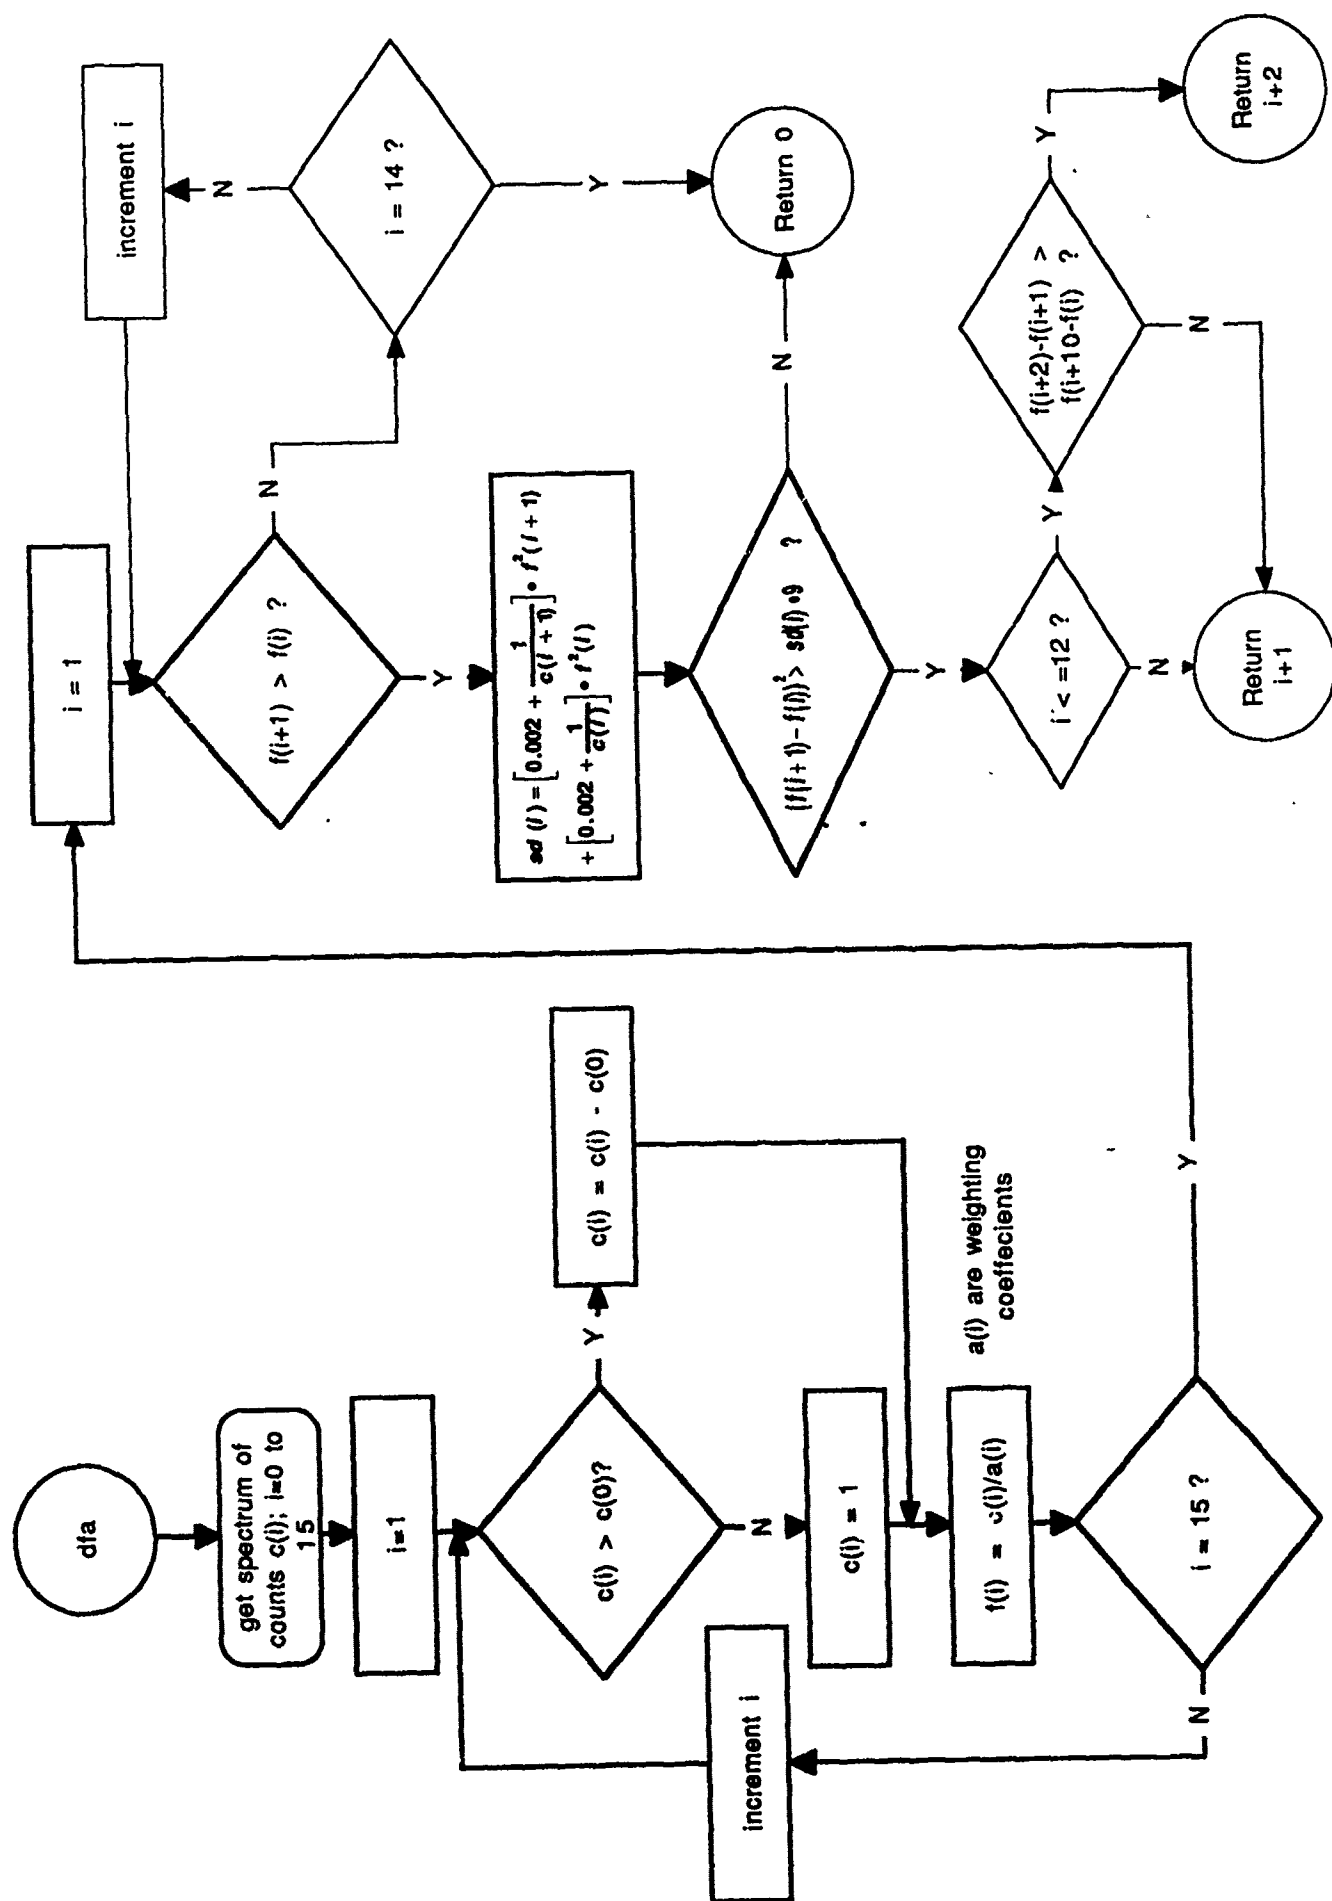 dfa
get spectrum of
counts c(i); i=0 to
15
i=1
c(i) > c(0)?
Y
c(i) = c(i) - c(0)
N
c(i) = 1
increment i
f(i) = c(i)/a(i)
a(i) are weighting
coeffecients
i = 15 ?
N
Y
i = 1
f(i+1) > f(i) ?
N
increment i
N
i = 14 ?
Y
Return 0
Y
sd (i) = [0.002 + 1/c(i + 1)] • f²(i + 1)
+ [0.002 + 1/c(i)] • f²(i)
(f(i+1) - f(i))² > sd(i) •9 ?
N
Y
i < =12 ?
Y
N
f(i+2)-f(i+1) >
f(i+10-f(i) ?
Y
N
Return
i+1
Return
i+2